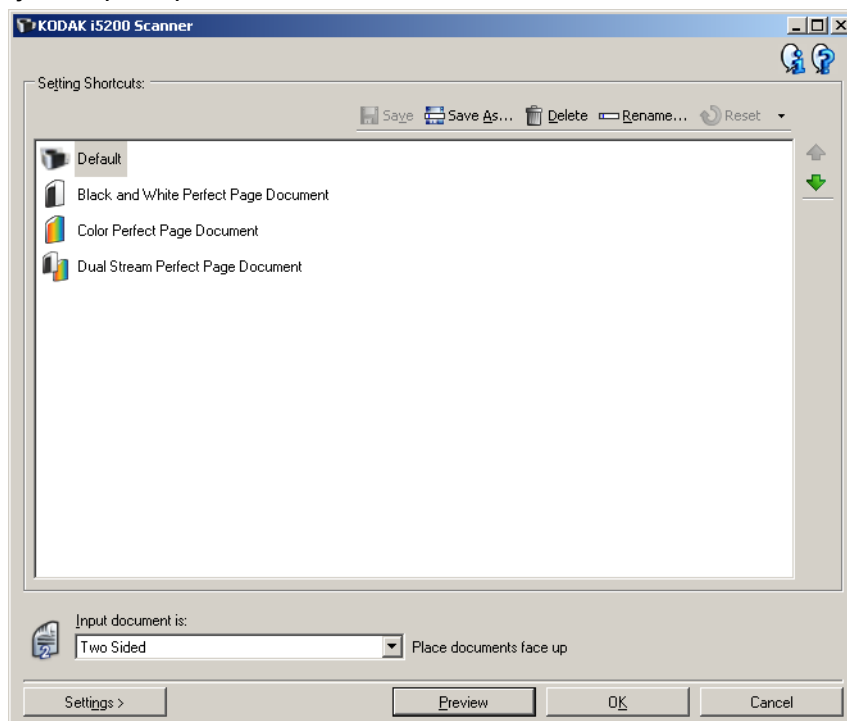 KODAK i5200 Scanner
Setting Shortcuts:
Save Save As... Delete Rename... Reset
Default
Black and White Perfect Page Document
Color Perfect Page Document
Dual Stream Perfect Page Document
Input document is:
2
Two Sided Place documents face up
Settings > Preview OK Cancel